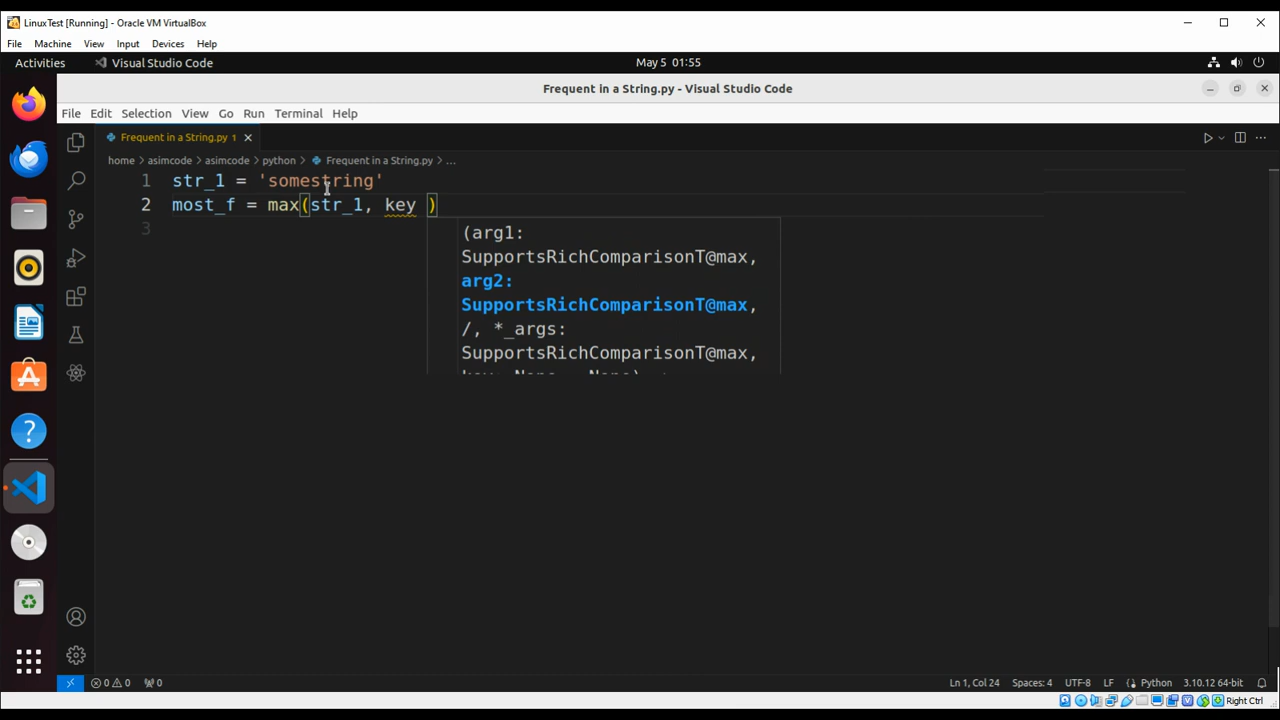 LinuxTest [Running] - Oracle VM VirtualBox
File Machine View Input Devices Help
Activities Visual Studio Code May 5 01:55
Frequent in a String.py - Visual Studio Code
File Edit Selection View Go Run Terminal Help
Frequent in a String.py 1
home > asimcode > asimcode > python > Frequent in a String.py > ...
1 str_1 = 'somestring'
2 most_f = max(str_1, key )
3
(arg1:
SupportsRichComparisonT@max,
arg2:
SupportsRichComparisonT@max,
/, *_args:
SupportsRichComparisonT@max,
0 0 0 Ln 1, Col 24 Spaces: 4 UTF-8 LF Python 3.10.12 64-bit
Right Ctrl